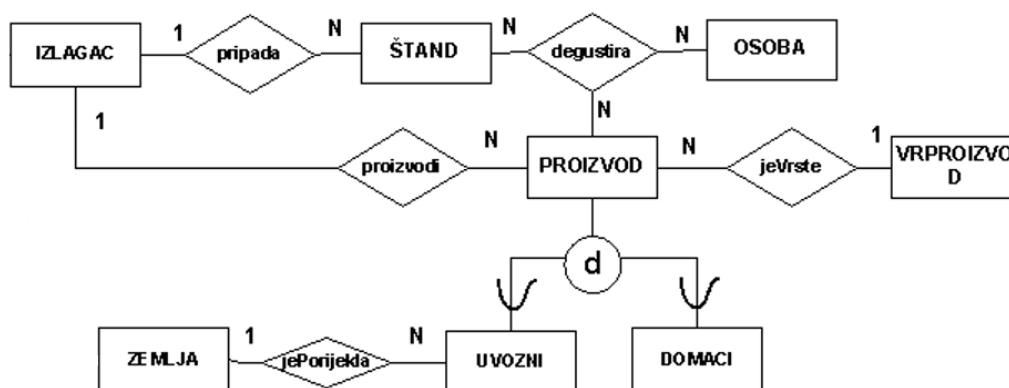 IZLAGAC
1
pripada
N
ŠTAND
N
degustira
N
OSOBA
1
N
proizvodi
N
PROIZVOD
N
jeVrste
1
VRPROIZVO
D
d
ZEMLJA
1
jePorijekla
N
UVOZNI
DOMACI